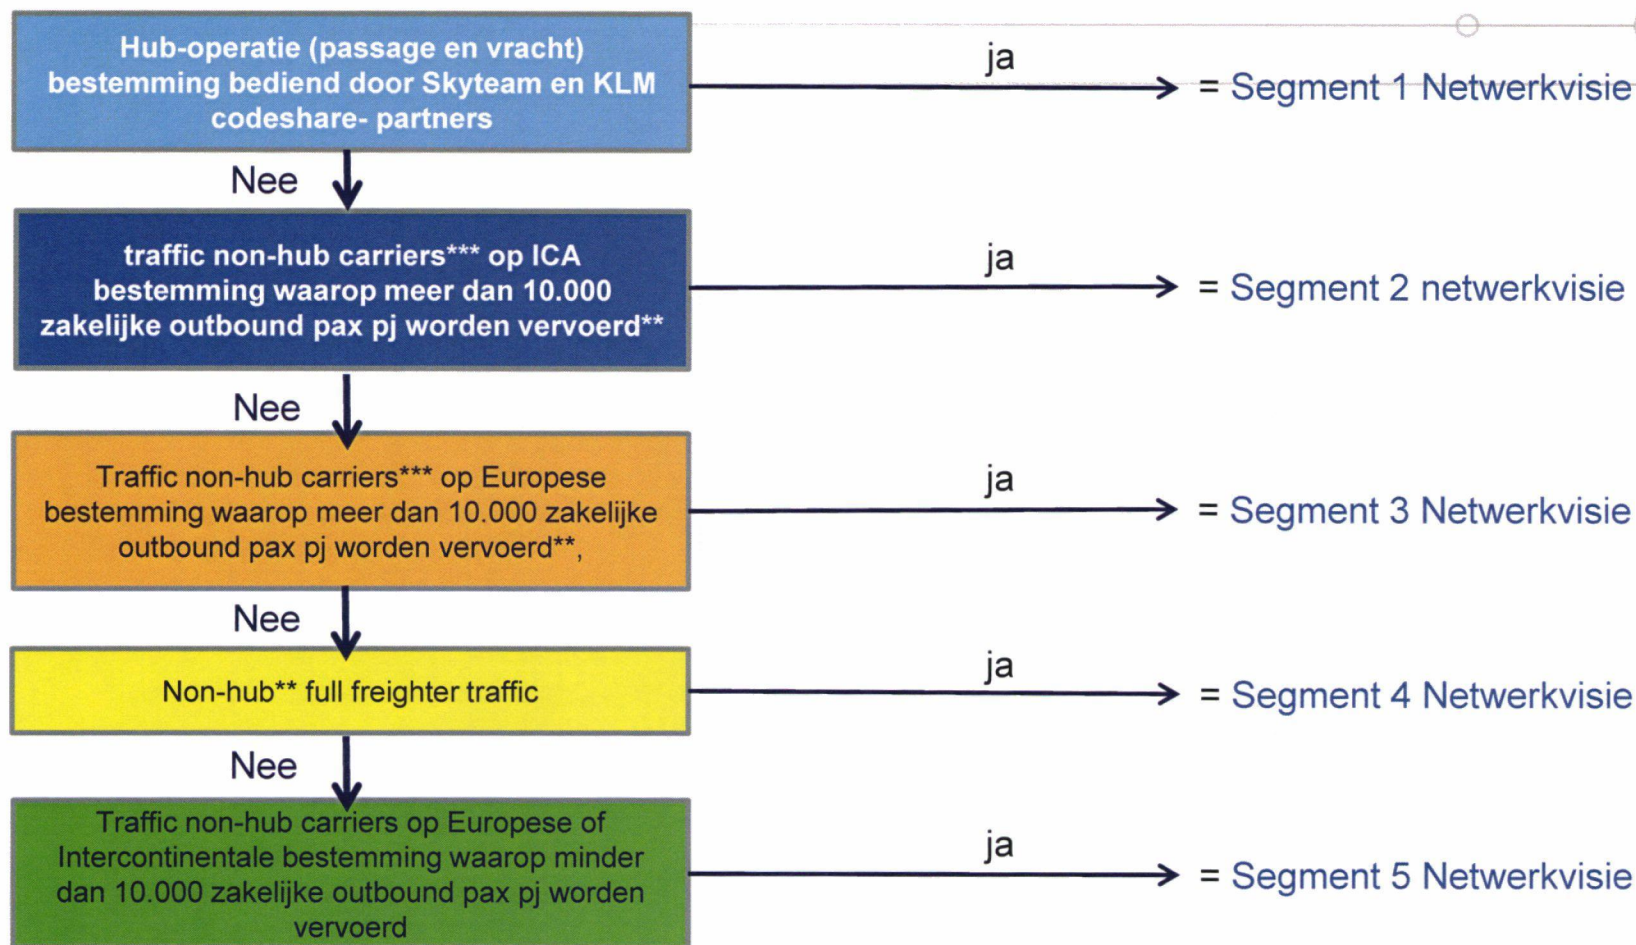 Hub-operatie (passage en vracht)
bestemming bediend door Skyteam en KLM
codeshare- partners
ja
= Segment 1 Netwerkvisie
Nee
traffic non-hub carriers*** op ICA
bestemming waarop meer dan 10.000
zakelijke outbound pax pj worden vervoerd**
ja
= Segment 2 netwerkvisie
Nee
Traffic non-hub carriers*** op Europese
bestemming waarop meer dan 10.000 zakelijke
outbound pax pj worden vervoerd**,
ja
= Segment 3 Netwerkvisie
Nee
Non-hub** full freighter traffic
ja
= Segment 4 Netwerkvisie
Nee
Traffic non-hub carriers op Europese of
Intercontinentale bestemming waarop minder
dan 10.000 zakelijke outbound pax pj worden
vervoerd
ja
= Segment 5 Netwerkvisie